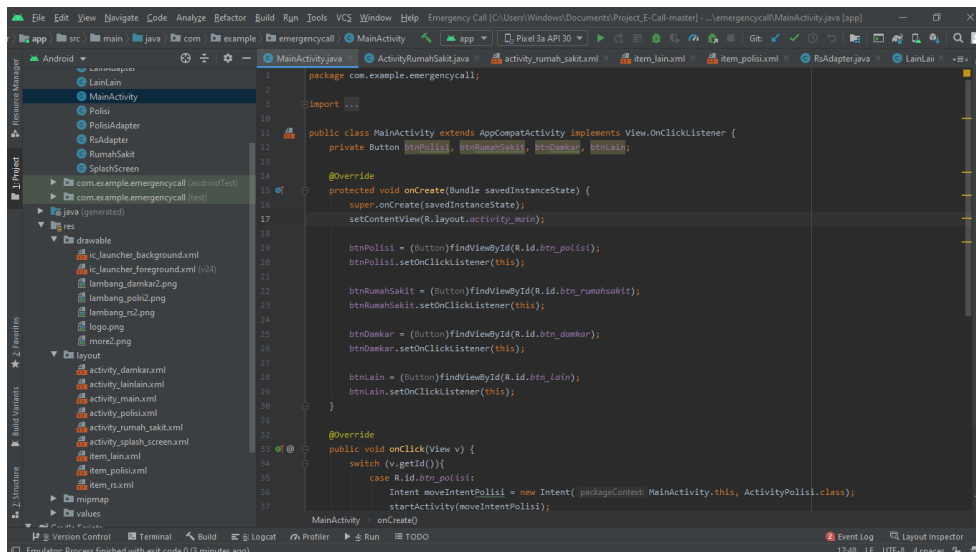 File Edit View Navigate Code Analyze Refactor Build Run Tools VCS Window Help Emergency Call [C:\Users\Windows\Documents\Project_E-Call-master] - ...\emergencycall\MainActivity.java [app]
app src main java com example emergencycall MainActivity app Pixel 3a API 30 Git:
Android
MainActivity.java ActivityRumahSakit.java activity_rumah_sakit.xml item_lain.xml item_polisi.xml RsAdapter.java LainLain
Resource Manager
1: Project
2: Favorites
Build Variants
7: Structure
LainAdapter
LainLain
MainActivity
Polisi
PolisiAdapter
RsAdapter
RumahSakit
SplashScreen
com.example.emergencycall (androidTest)
com.example.emergencycall (test)
java (generated)
res
drawable
ic_launcher_background.xml
ic_launcher_foreground.xml (v24)
lambang_damkar2.png
lambang_polri2.png
lambang_rs2.png
logo.png
more2.png
layout
activity_damkar.xml
activity_lainlain.xml
activity_main.xml
activity_polisi.xml
activity_rumah_sakit.xml
activity_splash_screen.xml
item_lain.xml
item_polisi.xml
item_rs.xml
mipmap
values
Gradle Scripts
1 package com.example.emergencycall;
2
3 import ...
10
11 public class MainActivity extends AppCompatActivity implements View.OnClickListener {
12 private Button btnPolisi, btnRumahSakit, btnDamkar, btnLain;
13
14 @Override
15 protected void onCreate(Bundle savedInstanceState) {
16 super.onCreate(savedInstanceState);
17 setContentView(R.layout.activity_main);
18
19 btnPolisi = (Button)findViewById(R.id.btn_polisi);
20 btnPolisi.setOnClickListener(this);
21
22 btnRumahSakit = (Button)findViewById(R.id.btn_rumahsakit);
23 btnRumahSakit.setOnClickListener(this);
24
25 btnDamkar = (Button)findViewById(R.id.btn_damkar);
26 btnDamkar.setOnClickListener(this);
27
28 btnLain = (Button)findViewById(R.id.btn_lain);
29 btnLain.setOnClickListener(this);
30 }
31
32 @Override
33 @ public void onClick(View v) {
34 switch (v.getId()){
35 case R.id.btn_polisi:
36 Intent moveIntentPolisi = new Intent( packageContext: MainActivity.this, ActivityPolisi.class);
37 startActivity(moveIntentPolisi);
MainActivity › onCreate()
9: Version Control Terminal Build 6: Logcat Profiler 4: Run TODO 2 Event Log Layout Inspector
Emulator: Process finished with exit code 0 (3 minutes ago) 17:48 LF UTF-8 4 spaces